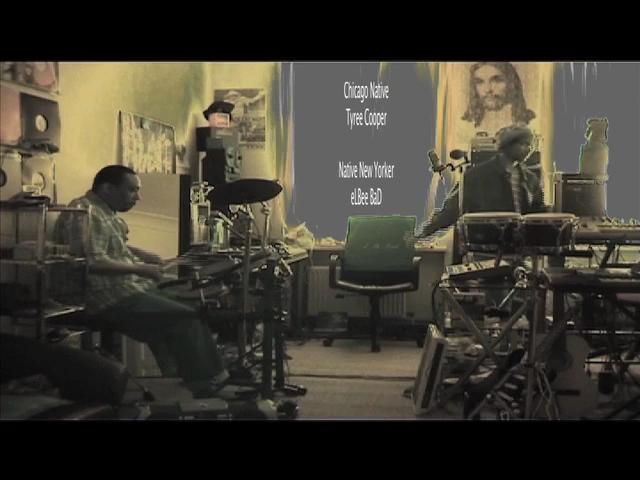 Chicago Native
Tyree Cooper
Native New Yorker
eLBee BaD